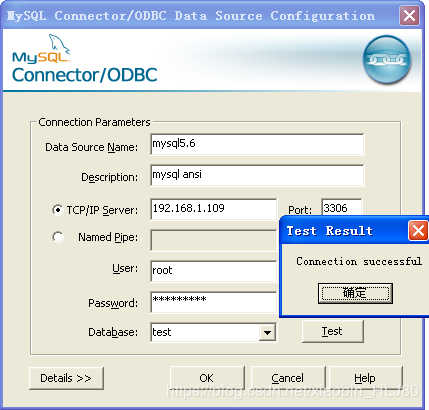 MySQL Connector/ODBC Data Source Configuration
MySQL
Connector/ODBC
Connection Parameters
Data Source Name: mysql5.6
Description: mysql ansi
TCP/IP Server: 192.168.1.109 Port: 3306
Named Pipe:
User: root
Password: *********
Database: test
Test
Test Result
Connection successful
确定
Details >>
OK
Cancel
Help
https://blog.csdn.net/xiaobin_HLJ80